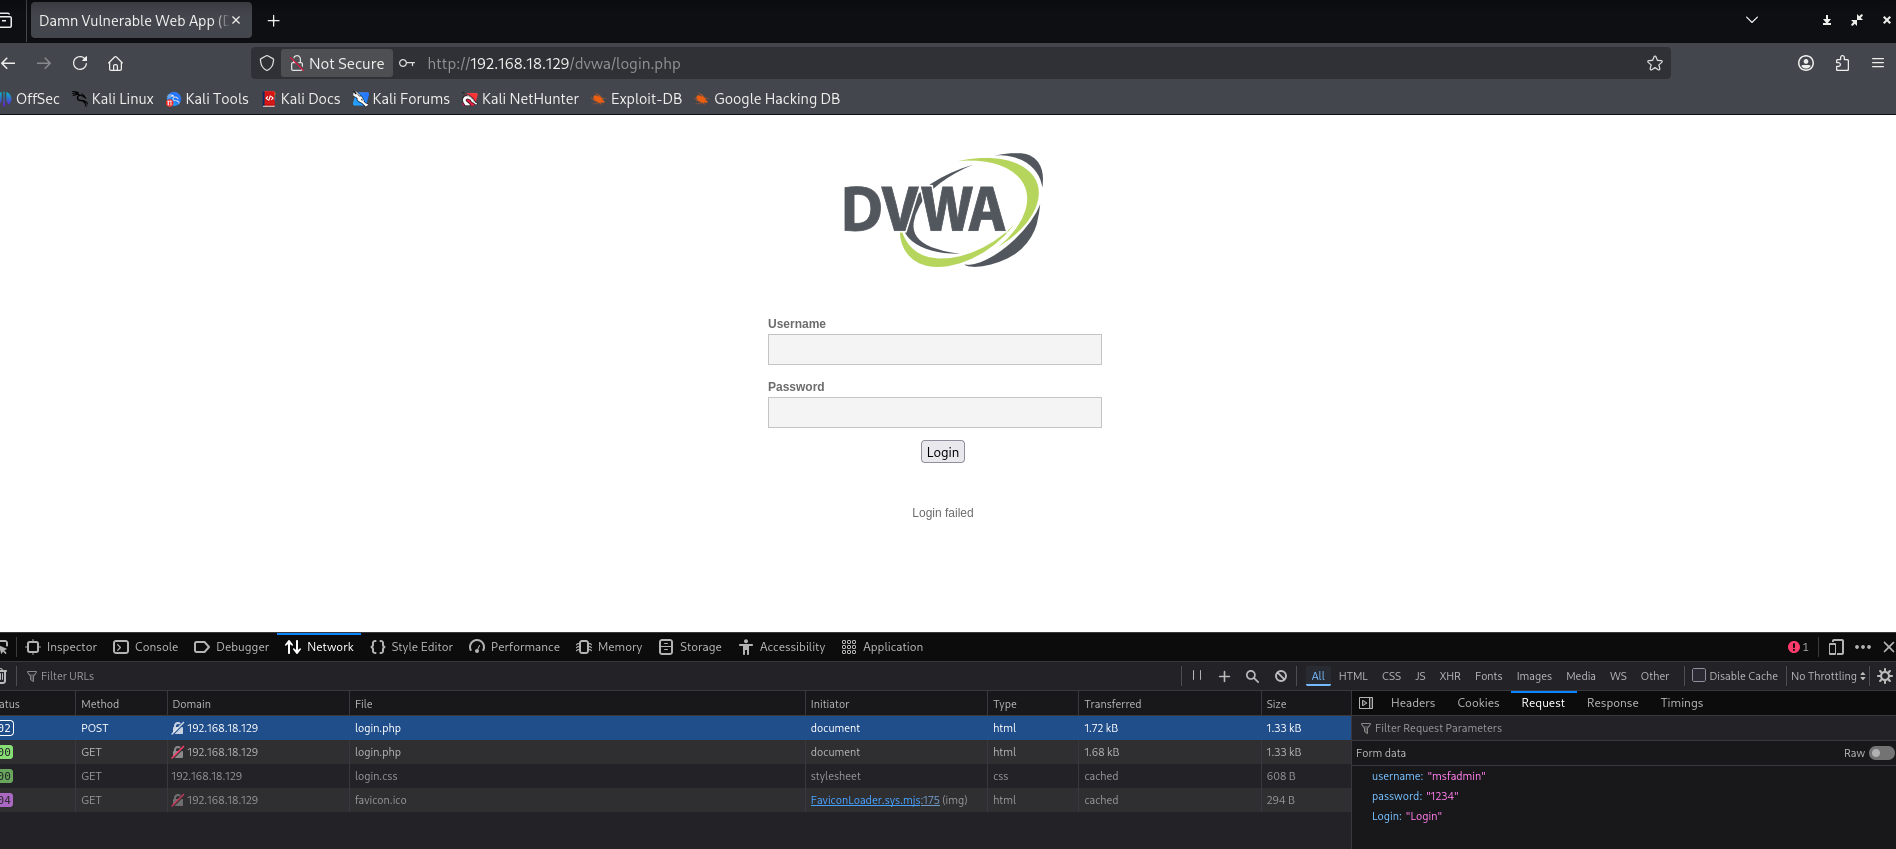 Damn Vulnerable Web App (
Not Secure http://192.168.18.129/dvwa/login.php
OffSec Kali Linux Kali Tools Kali Docs Kali Forums Kali NetHunter Exploit-DB Google Hacking DB
DVWA
Username
Password
Login
Login failed
Inspector Console Debugger Network Style Editor Performance Memory Storage Accessibility Application 1
Filter URLs All HTML CSS JS XHR Fonts Images Media WS Other Disable Cache No Throttling
atus Method Domain File Initiator Type Transferred Size Headers Cookies Request Response Timings
02 POST 192.168.18.129 login.php document html 1.72 kB 1.33 kB Filter Request Parameters
00 GET 192.168.18.129 login.php document html 1.68 kB 1.33 kB Form data Raw
00 GET 192.168.18.129 login.css stylesheet css cached 608 B username: "msfadmin"
04 GET 192.168.18.129 favicon.ico FaviconLoader.sys.mjs:175 (img) html cached 294 B password: "1234"
Login: "Login"